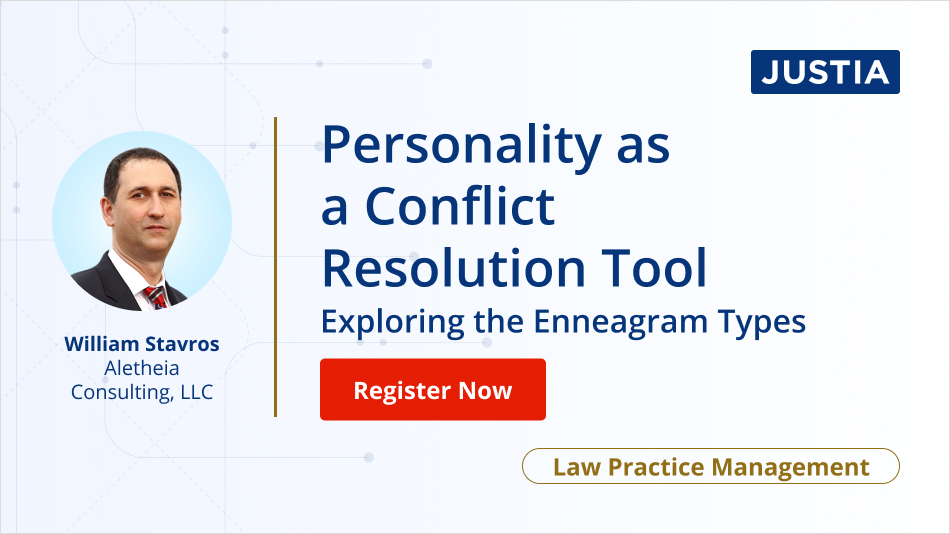 JUSTIA
Personality as
a Conflict
Resolution Tool
Exploring the Enneagram Types
Register Now
William Stavros
Aletheia
Consulting, LLC
Law Practice Management